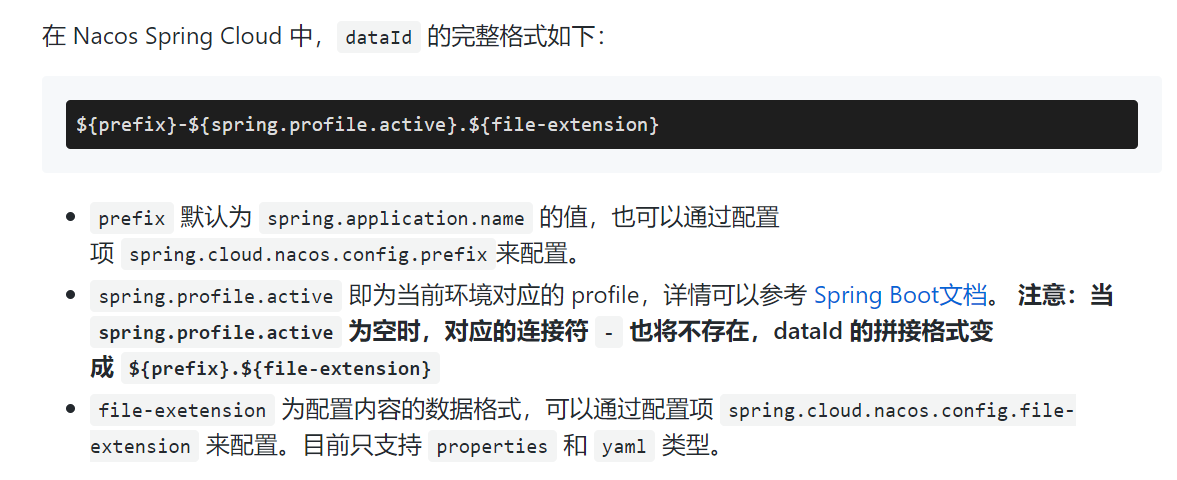 在 Nacos Spring Cloud 中，dataId 的完整格式如下：
${prefix}-${spring.profile.active}.${file-extension}
prefix 默认为 spring.application.name 的值，也可以通过配置
项 spring.cloud.nacos.config.prefix来配置。
spring.profile.active 即为当前环境对应的 profile，详情可以参考 Spring Boot文档。 注意：当
spring.profile.active 为空时，对应的连接符 - 也将不存在，dataId 的拼接格式变
成 ${prefix}.${file-extension}
file-exetension 为配置内容的数据格式，可以通过配置项 spring.cloud.nacos.config.file-
extension 来配置。目前只支持 properties 和 yaml 类型。